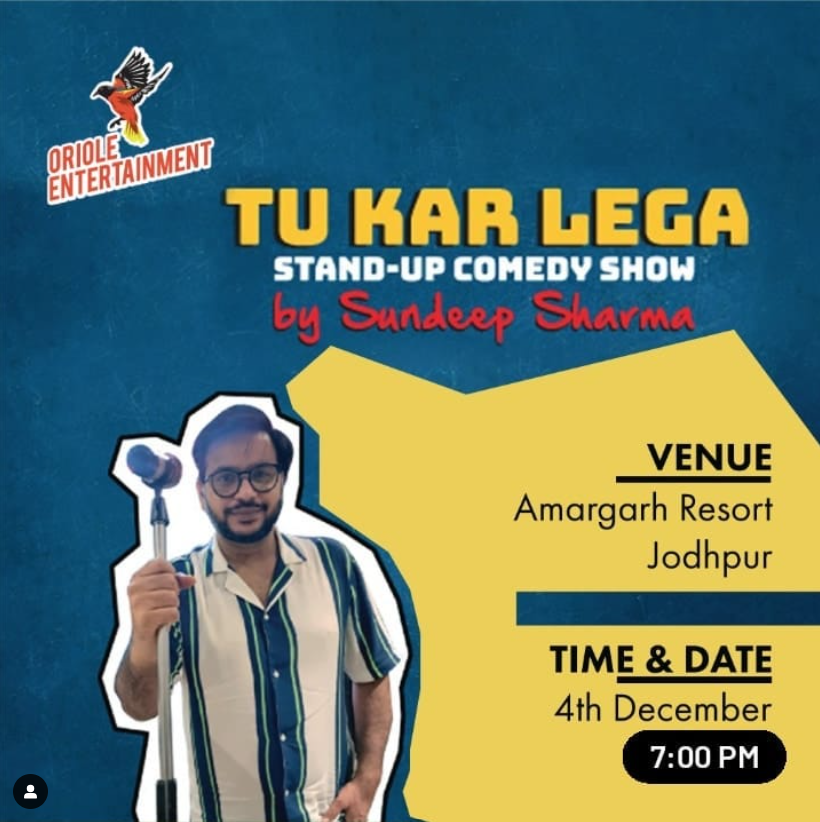 ORIOLE
ENTERTAINMENT
TU KAR LEGA
STAND-UP COMEDY SHOW
by Sundeep Sharma
VENUE
Amargarh Resort
Jodhpur
TIME & DATE
4th December
7:00 PM